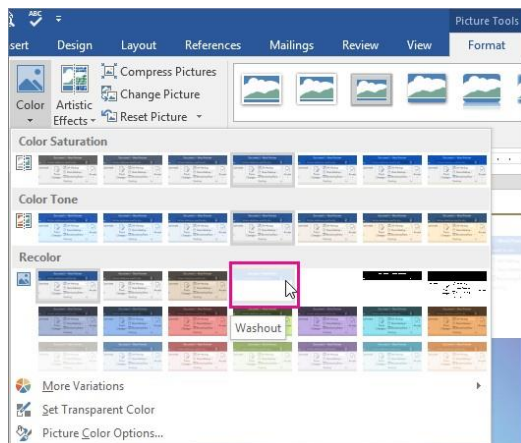 ABC
Picture Tools
sert Design Layout References Mailings Review View Format
Compress Pictures
Change Picture
Reset Picture
Color
Artistic
Effects
Color Saturation
Color Tone
Recolor
Washout
More Variations
Set Transparent Color
Picture Color Options...